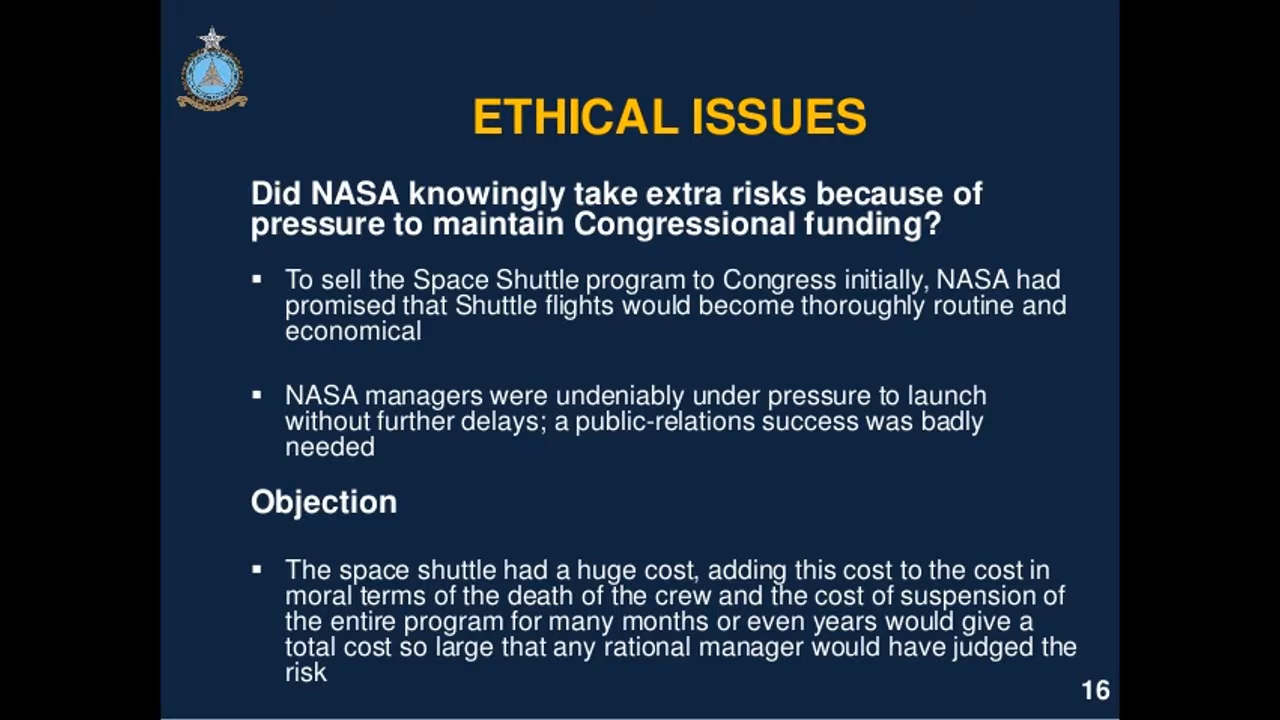 ETHICAL ISSUES
Did NASA knowingly take extra risks because of
pressure to maintain Congressional funding?
▪ To sell the Space Shuttle program to Congress initially, NASA had
promised that Shuttle flights would become thoroughly routine and
economical
▪ NASA managers were undeniably under pressure to launch
without further delays; a public-relations success was badly
needed
Objection
▪ The space shuttle had a huge cost, adding this cost to the cost in
moral terms of the death of the crew and the cost of suspension of
the entire program for many months or even years would give a
total cost so large that any rational manager would have judged the
risk
16